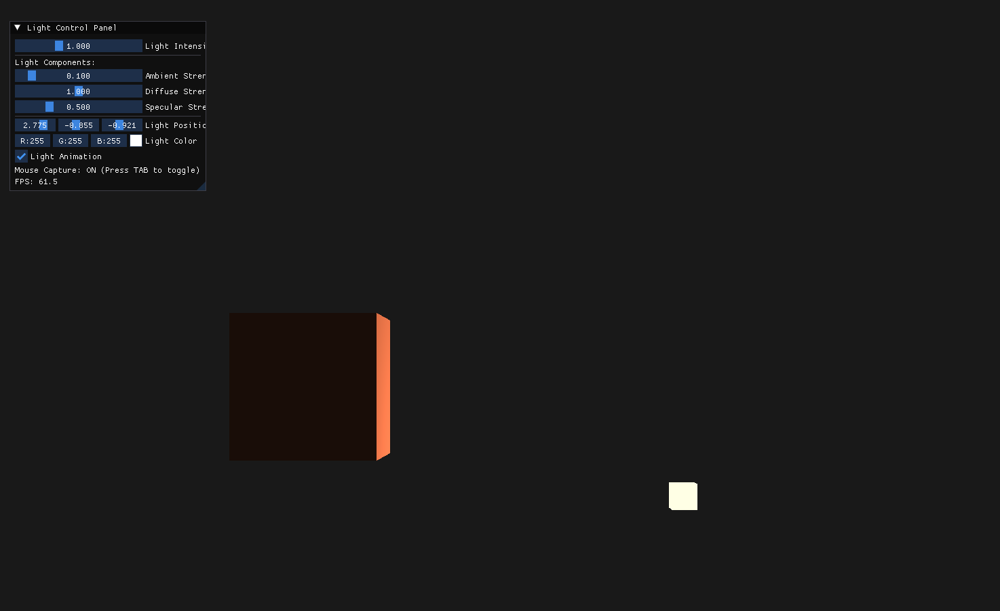 Light Control Panel
1.000 Light Intensi
Light Components:
0.100 Ambient Stren
1.000 Diffuse Stren
0.500 Specular Stre
2.775 -0.855 -0.921 Light Positic
R:255 G:255 B:255 Light Color
Light Animation
Mouse Capture: ON (Press TAB to toggle)
FPS: 61.5